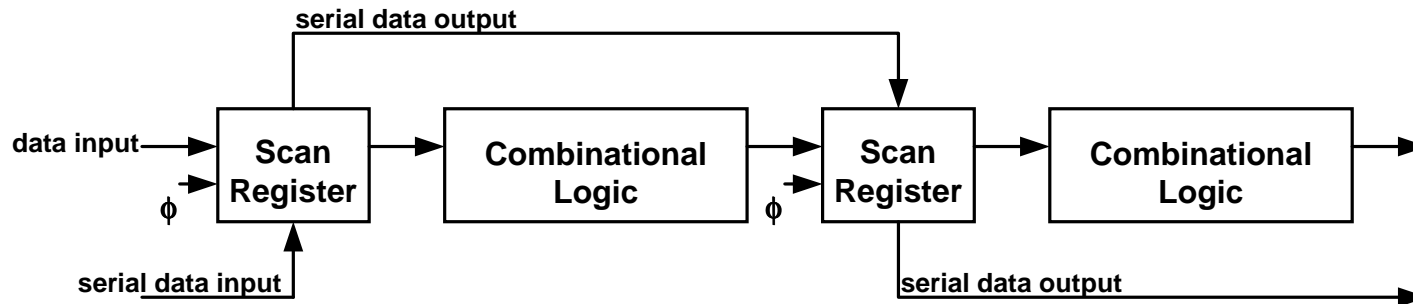 serial data output
data input
Scan
Register
Combinational
Logic
Scan
Register
Combinational
Logic
ϕ
ϕ
serial data input
serial data output